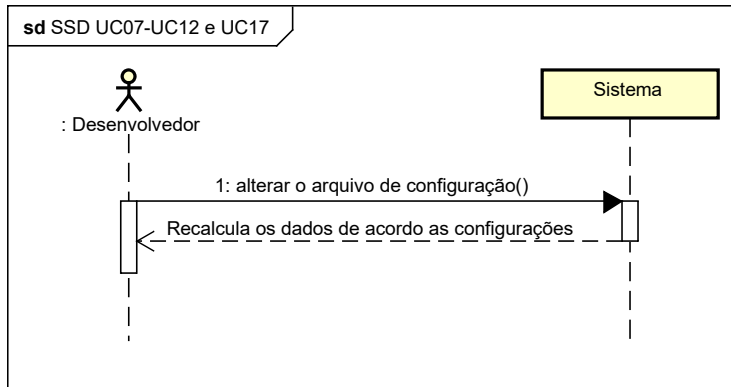 sd SSD UC07-UC12 e UC17
: Desenvolvedor
Sistema
1: alterar o arquivo de configuração()
Recalcula os dados de acordo as configurações